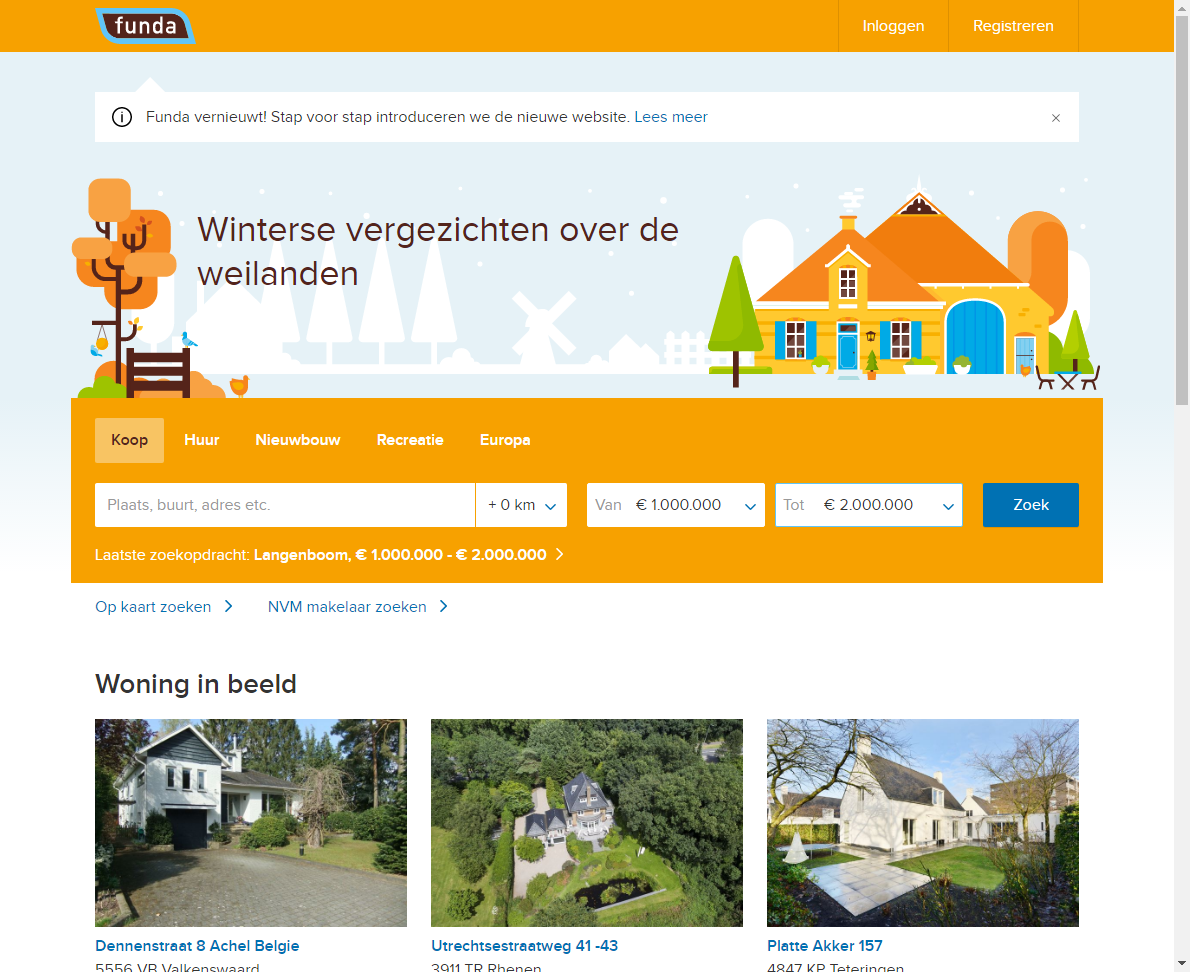 funda
Inloggen
Registreren
Funda vernieuwt! Stap voor stap introduceren we de nieuwe website. Lees meer
Winterse vergezichten over de
weilanden
Koop
Huur
Nieuwbouw
Recreatie
Europa
Plaats, buurt, adres etc.
+ 0 km
Van € 1.000.000
Tot € 2.000.000
Zoek
Laatste zoekopdracht: Langenboom, € 1.000.000 - € 2.000.000
Op kaart zoeken
NVM makelaar zoeken
Woning in beeld
Dennenstraat 8 Achel Belgie
5556 VB Valkenswaard
Utrechtsestraatweg 41 -43
3911 TR Rhenen
Platte Akker 157
4847 KP Teteringen